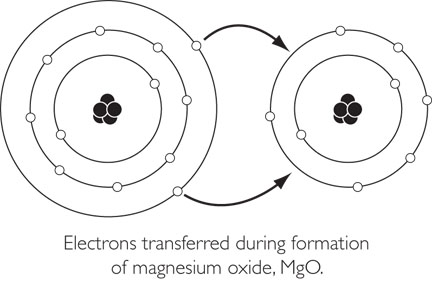 Electrons transferred during formation
of magnesium oxide, MgO.